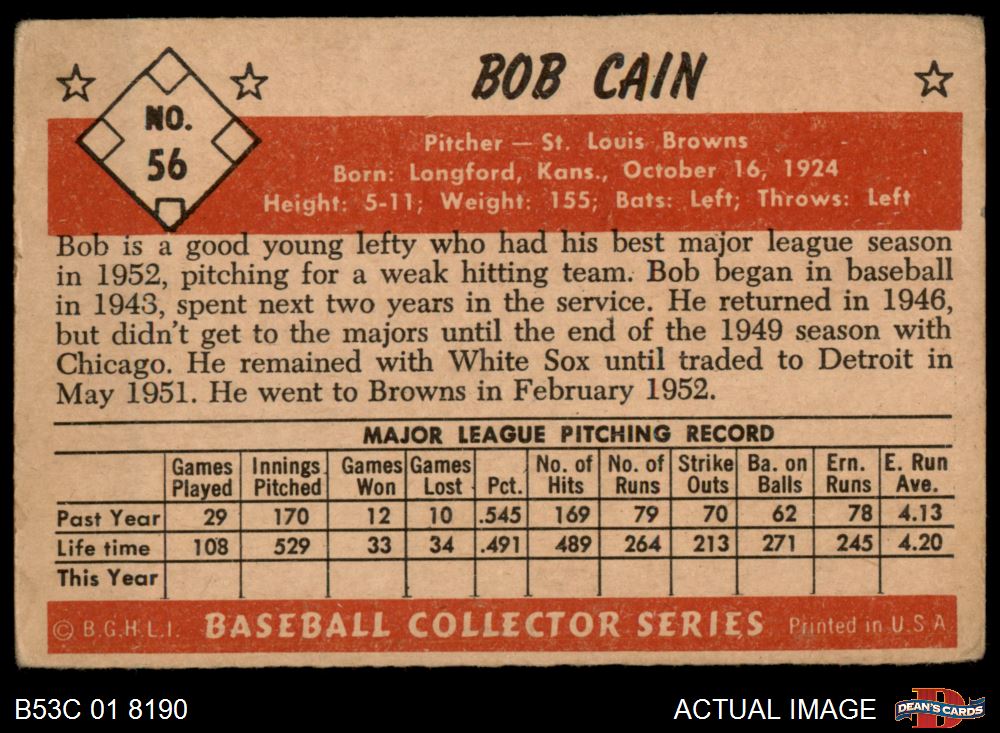 BOB CAIN
NO.
56
Pitcher — St. Louis Browns
Born: Longford, Kans., October 16, 1924
Height: 5-11; Weight: 155; Bats: Left; Throws: Left
Bob is a good young lefty who had his best major league season
in 1952, pitching for a weak hitting team. Bob began in baseball
in 1943, spent next two years in the service. He returned in 1946,
but didn't get to the majors until the end of the 1949 season with
Chicago. He remained with White Sox until traded to Detroit in
May 1951. He went to Browns in February 1952.
MAJOR LEAGUE PITCHING RECORD
Games Played Innings Pitched Games Won Games Lost Pct. No. of Hits No. of Runs Strike Outs Ba. on Balls Ern. Runs E. Run Ave.
Past Year 29 170 12 10 .545 169 79 70 62 78 4.13
Life time 108 529 33 34 .491 489 264 213 271 245 4.20
This Year
© B.G.H.L.I. BASEBALL COLLECTOR SERIES Printed in U.S.A
B53C 01 8190 ACTUAL IMAGE DEAN'S CARDS